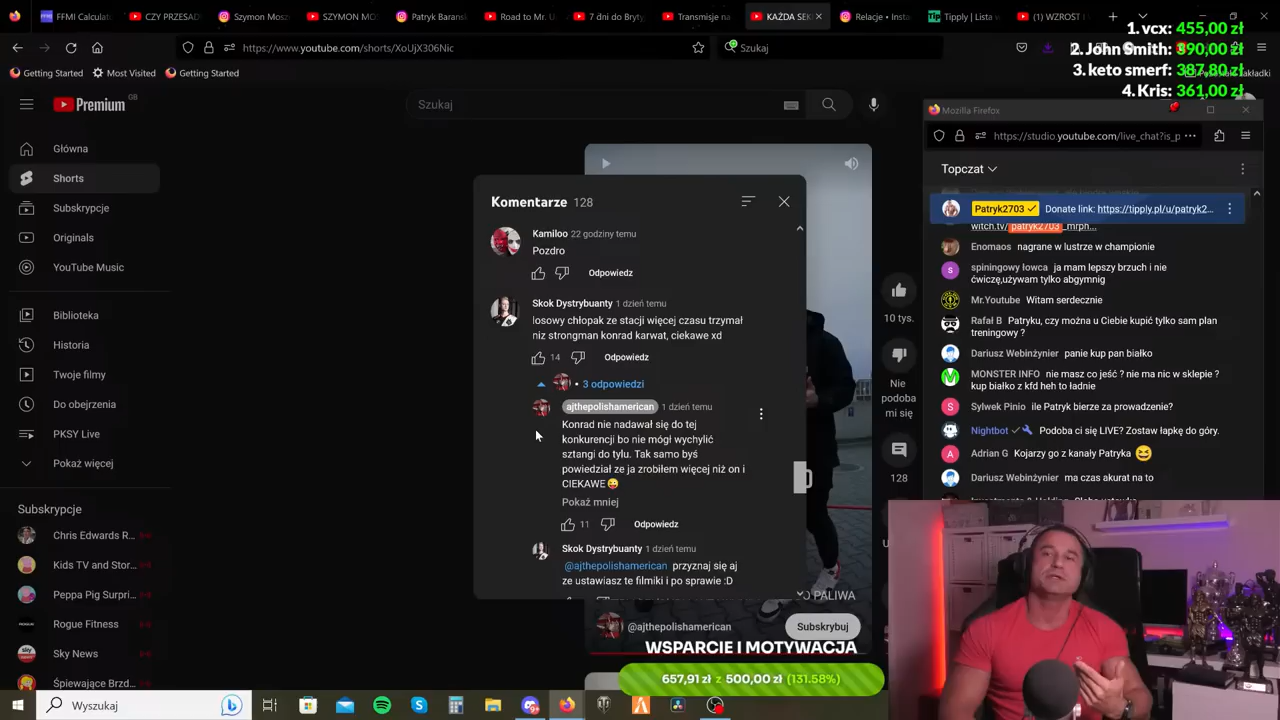 FFMI Calcula
CZY PRZESAD
Szymon Mosz
SZYMON MOS
Patryk Barańsk
Road to Mr. U
7 dni do Bryty
Transmisje na
KAŻDA SEK
Relacje • Inst
Tipply | Lista w
(1) WZROST I
1. vcx: 455,00 zł
2. John Smith: 390,00 zł
3. keto smerf: 387,80 zł
4. Kris: 361,00 zł
https://www.youtube.com/shorts/XoUjX306Nic
Szukaj
Getting Started
Most Visited
Getting Started
Premium GB
Szukaj
Główna
Shorts
Subskrypcje
Originals
YouTube Music
Biblioteka
Historia
Twoje filmy
Do obejrzenia
PKSY Live
Pokaż więcej
Subskrypcje
Chris Edwards R...
Kids TV and Stor...
Peppa Pig Surpri...
Rogue Fitness
Sky News
Śpiewające Brzd...
Komentarze 128
Kamiloo 22 godziny temu
Pozdro
Odpowiedz
Skok Dystrybuanty 1 dzień temu
losowy chłopak ze stacji więcej czasu trzymał
niz strongman konrad karwat, ciekawe xd
14 Odpowiedz
• 3 odpowiedzi
ajthepolishamerican 1 dzień temu
Konrad nie nadawał się do tej
konkurencji bo nie mógł wychylić
sztangi do tylu. Tak samo byś
powiedział ze ja zrobiłem więcej niż on i
CIEKAWE😜
Pokaż mniej
11 Odpowiedz
Skok Dystrybuanty 1 dzień temu
@ajthepolishamerican przyznaj się aj
ze ustawiasz te filmiki i po sprawie :D
PALIWA
@ajthepolishamerican
Subskrybuj
10 tys.
Nie
podoba
mi się
128
WSPARCIE I MOTYWACJA
657,91 zł z 500,00 zł (131.58%)
Mozilla Firefox
https://studio.youtube.com/live_chat?is_p
Topczat
Patryk2703 ✓ Donate link: https://tipply.pl/u/patryk2...
witch.tv/patryk2703_mrph...
Enomaos nagrane w lustrze w championie
spiningowy łowca ja mam lepszy brzuch i nie
ćwiczę,używam tylko abgymnig
Mr.Youtube Witam serdecznie
Rafał B Patryku, czy można u Ciebie kupić tylko sam plan
treningowy ?
Dariusz Webinżynier panie kup pan białko
MONSTER INFO nie masz co jeść ? nie ma nic w sklepie ?
kup białko z kfd heh to ładnie
Sylwek Pinio ile Patryk bierze za prowadzenie?
Nightbot Podoba ci się LIVE? Zostaw łapkę do góry.
Adrian G Kojarzy go z kanały Patryka 😆
Dariusz Webinżynier ma czas akurat na to
Wyszukaj